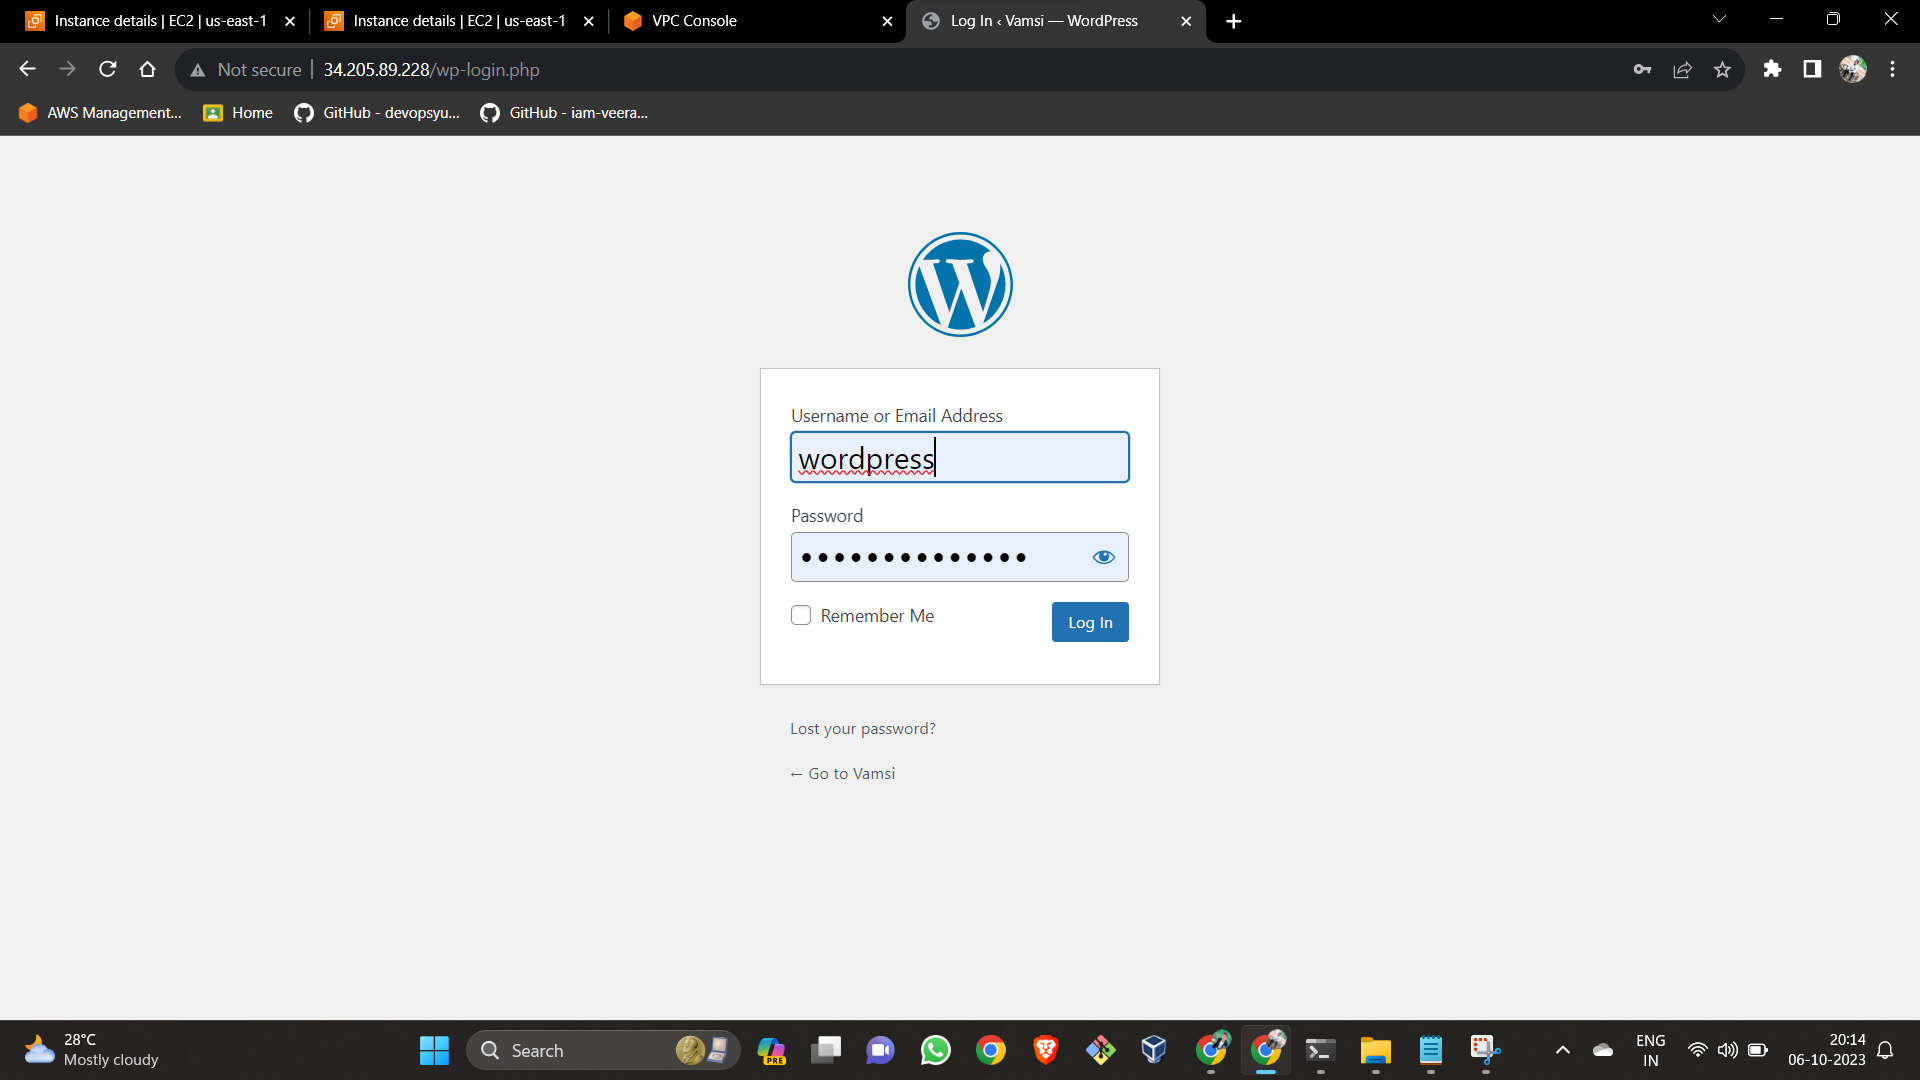 Instance details | EC2 | us-east-1
Instance details | EC2 | us-east-1
VPC Console
Log In ‹ Vamsi — WordPress
Not secure
34.205.89.228/wp-login.php
AWS Management...
Home
GitHub - devopsyu...
GitHub - iam-veera...
Username or Email Address
wordpress
Password
Remember Me
Log In
Lost your password?
← Go to Vamsi
28°C
Mostly cloudy
Search
PRE
ENG
IN
20:14
06-10-2023